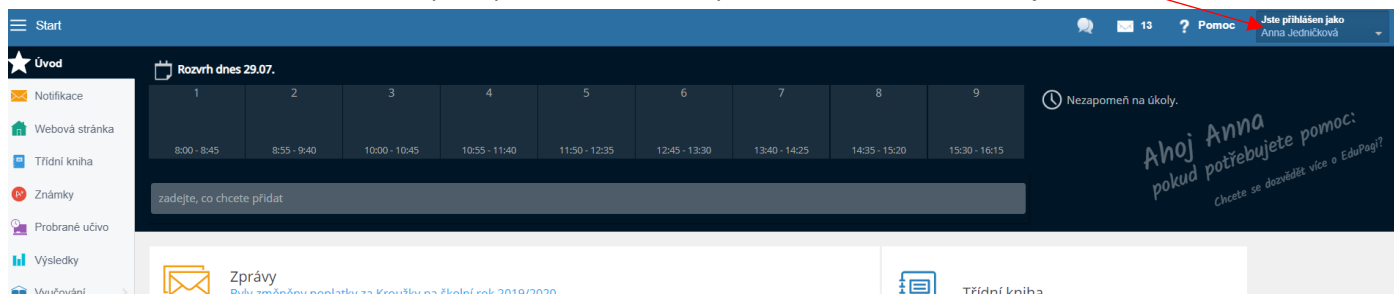 Start
13
? Pomoc
Jste přihlášen jako
Anna Jedničková
Úvod
Notifikace
Webová stránka
Třídní kniha
Známky
Probrané učivo
Výsledky
Vyučování
Rozvrh dnes 29.07.
1 2 3 4 5 6 7 8 9
8:00 - 8:45 8:55 - 9:40 10:00 - 10:45 10:55 - 11:40 11:50 - 12:35 12:45 - 13:30 13:40 - 14:25 14:35 - 15:20 15:30 - 16:15
zadejte, co chcete přidat
Nezapomeň na úkoly.
Ahoj Anna
pokud potřebujete pomoc:
Chcete se dozvědět více o EduPagi?
Zprávy
Byly změněny poplatky za Kroužky na školní rok 2019/2020
Třídní kniha